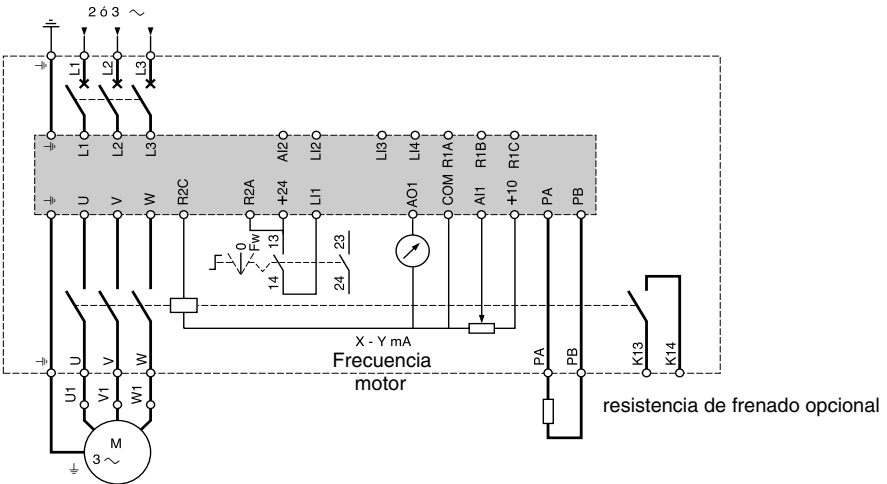 2 ó 3 ~
L1 L2 L3
AI2 LI2 LI3 LI4 R1A R1B R1C
L1 L2 L3
U V W R2C R2A +24 LI1 AO1 COM AI1 +10 PA PB
0 Fw 13 23
14 24
X - Y mA
Frecuencia
motor
U V W PA PB K13 K14
U1 V1 W1
resistencia de frenado opcional
M
3 ~